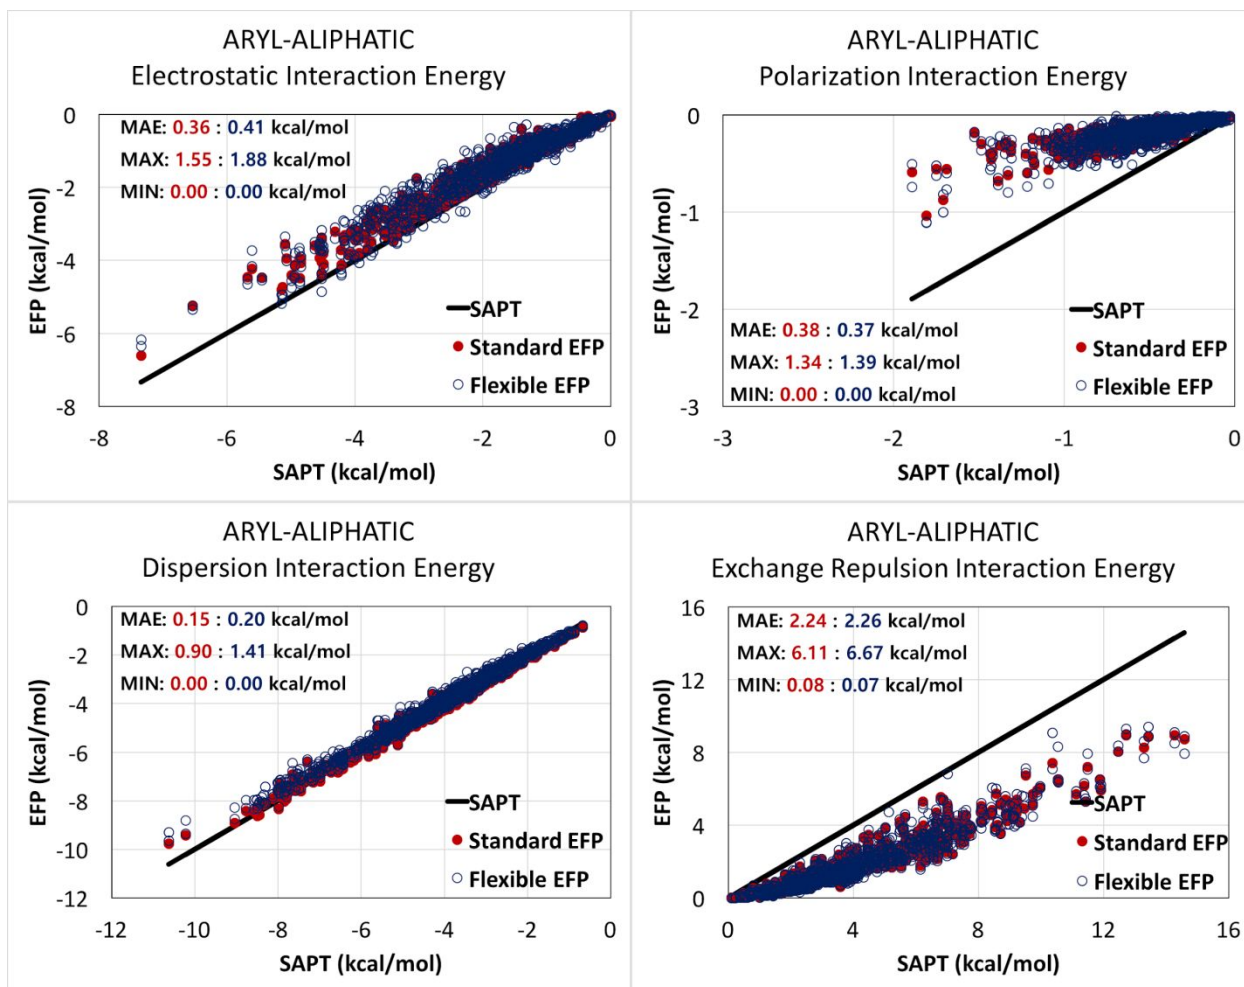 ARYL-ALIPHATIC
Electrostatic Interaction Energy
MAE: 0.36 : 0.41 kcal/mol
MAX: 1.55 : 1.88 kcal/mol
MIN: 0.00 : 0.00 kcal/mol
0
-2
-4
-6
-8
EFP (kcal/mol)
SAPT
Standard EFP
Flexible EFP
-8
-6
-4
-2
0
SAPT (kcal/mol)
ARYL-ALIPHATIC
Polarization Interaction Energy
0
-1
-2
-3
EFP (kcal/mol)
MAE: 0.38 : 0.37 kcal/mol
MAX: 1.34 : 1.39 kcal/mol
MIN: 0.00 : 0.00 kcal/mol
SAPT
Standard EFP
Flexible EFP
-3
-2
-1
0
SAPT (kcal/mol)
ARYL-ALIPHATIC
Dispersion Interaction Energy
MAE: 0.15 : 0.20 kcal/mol
MAX: 0.90 : 1.41 kcal/mol
MIN: 0.00 : 0.00 kcal/mol
0
-2
-4
-6
-8
-10
-12
EFP (kcal/mol)
SAPT
Standard EFP
Flexible EFP
-12
-10
-8
-6
-4
-2
0
SAPT (kcal/mol)
ARYL-ALIPHATIC
Exchange Repulsion Interaction Energy
MAE: 2.24 : 2.26 kcal/mol
MAX: 6.11 : 6.67 kcal/mol
MIN: 0.08 : 0.07 kcal/mol
16
12
8
4
0
EFP (kcal/mol)
SAPT
Standard EFP
Flexible EFP
0
4
8
12
16
SAPT (kcal/mol)